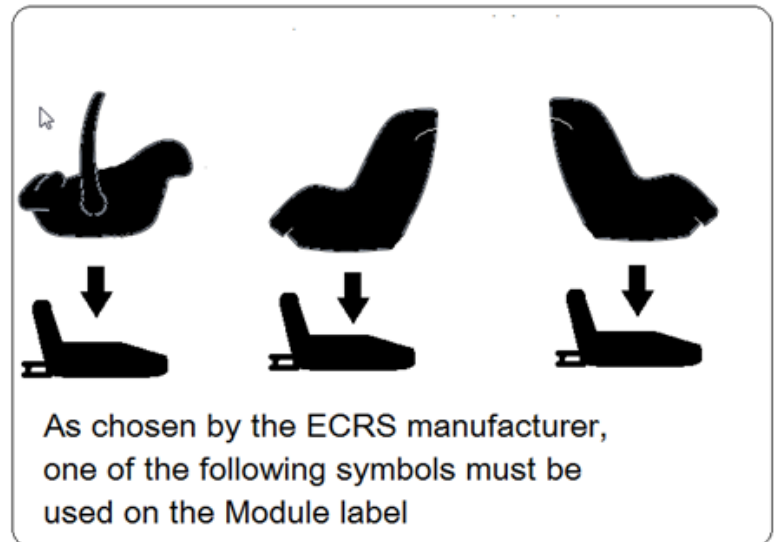 As chosen by the ECRS manufacturer,
one of the following symbols must be
used on the Module label